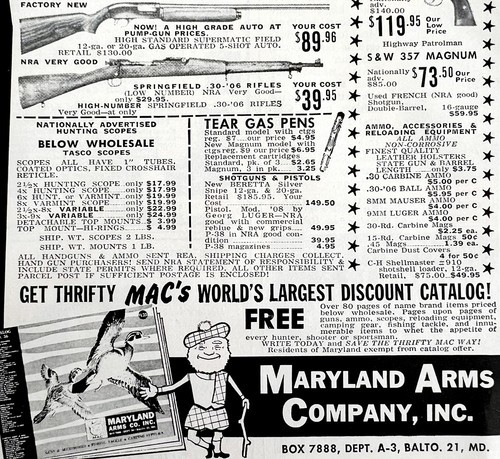 FACTORY NEW
NOW! A HIGH GRADE AUTO AT
PUMP-GUN PRICES.
HIGH STANDARD SUPERMATIC FIELD
12-ga. or 20-ga. GAS OPERATED 5-SHOT AUTO.
RETAIL $130.00
YOUR COST
$89.96
NRA VERY GOOD
SPRINGFIELD .30-'06 RIFLES
(LOW NUMBER) NRA Very Good—
only $29.95.
HIGH-NUMBER SPRINGFIELD .30-'06 RIFLES
Very Good—at only
YOUR COST
$39.95
adv.
$140.00
$119.95 Our Low Price
Highway Patrolman
S&W 357 MAGNUM
Nationally adv. $85.00
$73.50 Our Price
Used FRENCH (NRA good)
Shotgun,
Double-Barrel, 16-gauge
$59.95
NATIONALLY ADVERTISED
HUNTING SCOPES
BELOW WHOLESALE
TASCO SCOPES
SCOPES ALL HAVE 1" TUBES,
COATED OPTICS, FIXED CROSSHAIR
RETICLE.
2½x HUNTING SCOPE only $17.99
4x HUNTING SCOPE only $17.99
6x HUNT. or VARMINT only $19.99
8x VARMINT SCOPE only $19.99
2½x-8x VARIABLE only $24.99
3x-9x VARIABLE only $24.99
DETACHABLE TOP MOUNTS $ 3.99
TOP MOUNT—HI-RINGS $ 4.99
SHIP. WT. SCOPES 2 LBS.
SHIP. WT. MOUNTS 1 LB.
TEAR GAS PENS
Standard model with ctgs
reg. $7 our price $4.95
New Magnum model with
ctgs reg. $9 our price $6.95
Replacement cartridges
Standard, pk. of 3 $2.65
Magnum, 3 in pk. 3.25
SHOTGUNS & PISTOLS
New BERETTA Silver
Snipe 12-ga. & 20-ga.
Retail $185.95. Your
Cost 149.50
Pistol, Mod. '08 by
Georg LUGER—NRA
good with commercial
reblue & new grips 49.95
P-38 in NRA good con-
dition 39.95
P-38 magazines 4.95
AMMO, ACCESSORIES &
RELOADING EQUIPMENT
ALL AMMO
NON-CORROSIVE
FINEST QUALITY
LEATHER HOLSTERS
STATE GUN & BARREL
LENGTH only $3.75
.30 CARBINE AMMO
$5.00 per C
.30-'06 BALL AMMO
$5.95 per C
8MM MAUSER AMMO
$4.00 per C
9MM LUGER AMMO
$4.00 per C
30-Rd. Carbine Mags
$2.25 ea.
15-Rd. Carbine Mags 50c
.45 Mags 1.39 ea.
Carbine Dust Covers
4 for 50c
C-H Shellmaster 2 speed
shotshell loader, 12-ga.
Retail, $75.00, $49.95
ALL HANDGUNS & AMMO SENT REA. SHIPPING CHARGES COLLECT.
HAND GUN PURCHASERS! SEND AFFIRMATION OF RESPONSIBILITY &
INCLUDE STATE PERMITS WHERE REQUIRED. ALL OTHER ITEMS SENT
PARCEL POST IF SUFFICIENT POSTAGE IS ENCLOSED!
GET THRIFTY MAC'S WORLD'S LARGEST DISCOUNT CATALOG!
FREE
Over 80 pages of name brand items priced
below wholesale. Pages upon pages of
guns, ammo, scopes, reloading equipment,
camping gear, fishing tackle, and innu-
merable items to whet the appetite of
every hunter, shooter or sportsman.
WRITE TODAY and SAVE THE THRIFTY MAC WAY!
Residents of Maryland exempt from catalog offer.
MARYLAND
ARMS CO. INC.
MARYLAND ARMS
COMPANY, INC.
BOX 7888, DEPT. A-3, BALTO. 21, MD.